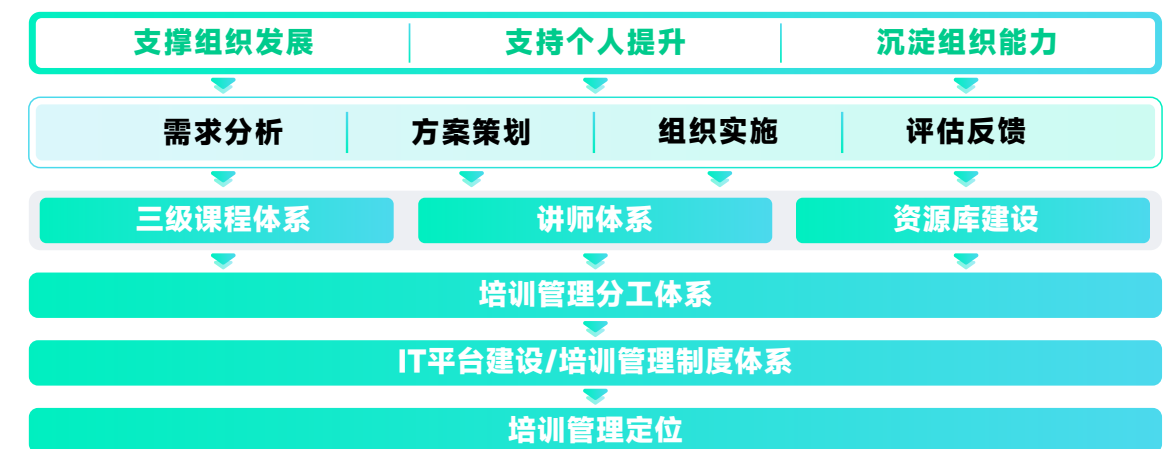 支撑组织发展 支持个人提升 沉淀组织能力
需求分析 方案策划 组织实施 评估反馈
三级课程体系 讲师体系 资源库建设
培训管理分工体系
IT平台建设/培训管理制度体系
培训管理定位